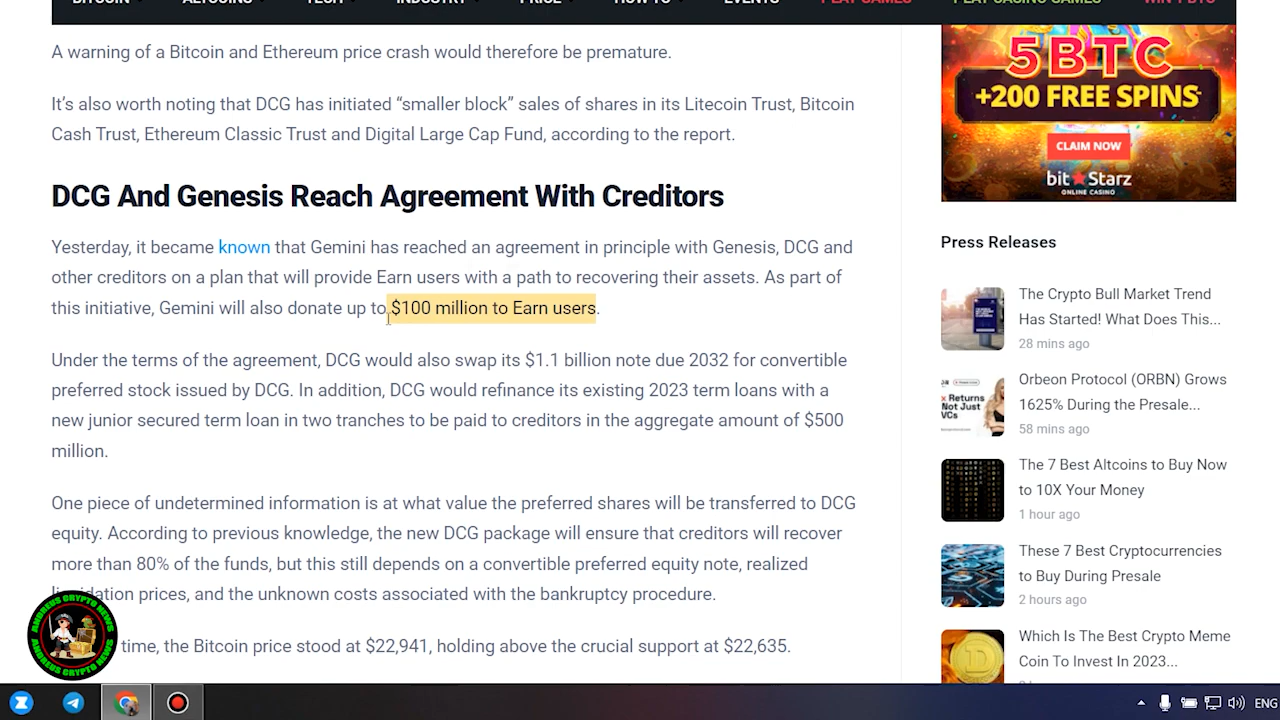 BITCOIN ALTCOINS TECH INDUSTRY PRICE HOW TO EVENTS PLAY GAMES PLAY CASINO GAMES WIN 1 BTC
A warning of a Bitcoin and Ethereum price crash would therefore be premature.
It’s also worth noting that DCG has initiated “smaller block” sales of shares in its Litecoin Trust, Bitcoin
Cash Trust, Ethereum Classic Trust and Digital Large Cap Fund, according to the report.
DCG And Genesis Reach Agreement With Creditors
Yesterday, it became known that Gemini has reached an agreement in principle with Genesis, DCG and
other creditors on a plan that will provide Earn users with a path to recovering their assets. As part of
this initiative, Gemini will also donate up to $100 million to Earn users.
Under the terms of the agreement, DCG would also swap its $1.1 billion note due 2032 for convertible
preferred stock issued by DCG. In addition, DCG would refinance its existing 2023 term loans with a
new junior secured term loan in two tranches to be paid to creditors in the aggregate amount of $500
million.
One piece of undetermined information is at what value the preferred shares will be transferred to DCG
equity. According to previous knowledge, the new DCG package will ensure that creditors will recover
more than 80% of the funds, but this still depends on a convertible preferred equity note, realized
liquidation prices, and the unknown costs associated with the bankruptcy procedure.
time, the Bitcoin price stood at $22,941, holding above the crucial support at $22,635.
5 BTC
+200 FREE SPINS
CLAIM NOW
bit STARZ
ONLINE CASINO
Press Releases
The Crypto Bull Market Trend
Has Started! What Does This...
28 mins ago
x Returns
Not Just
VCs
Orbeon Protocol (ORBN) Grows
1625% During the Presale...
58 mins ago
The 7 Best Altcoins to Buy Now
to 10X Your Money
1 hour ago
These 7 Best Cryptocurrencies
to Buy During Presale
2 hours ago
Which Is The Best Crypto Meme
Coin To Invest In 2023...
ANDREUS CRYPTO NEWS
ANDREUS CRYPTO NEWS
ENG